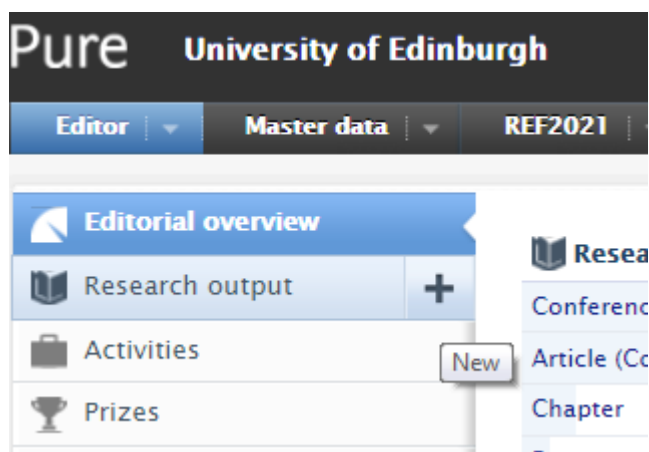 Pure University of Edinburgh
Editor Master data REF2021
Editorial overview
Research output
Activities
Prizes
New
Conferenc
Article (Co
Chapter